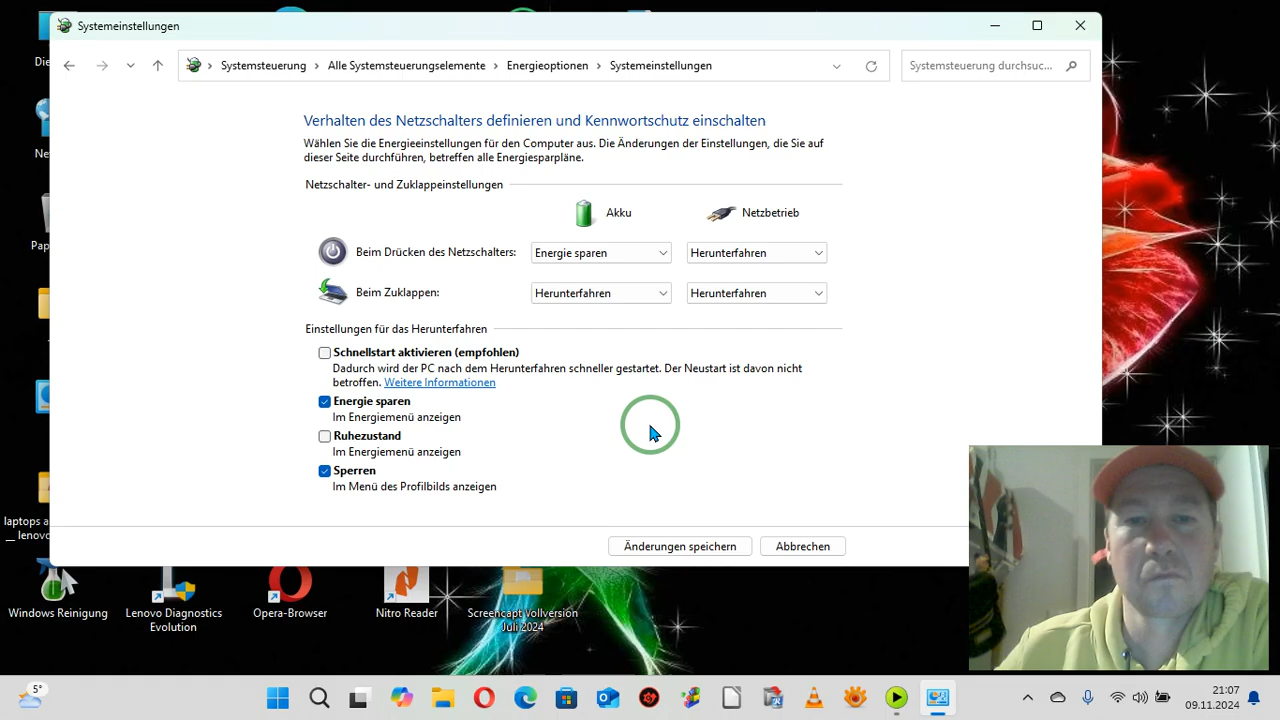 Systemeinstellungen
Systemsteuerung
Alle Systemsteuerungselemente
Energieoptionen
Systemeinstellungen
Systemsteuerung durchsuc...
Verhalten des Netzschalters definieren und Kennwortschutz einschalten
Wählen Sie die Energieeinstellungen für den Computer aus. Die Änderungen der Einstellungen, die Sie auf
dieser Seite durchführen, betreffen alle Energiesparpläne.
Netzschalter- und Zuklappeinstellungen
Akku
Netzbetrieb
Beim Drücken des Netzschalters:
Energie sparen
Herunterfahren
Beim Zuklappen:
Herunterfahren
Herunterfahren
Einstellungen für das Herunterfahren
Schnellstart aktivieren (empfohlen)
Dadurch wird der PC nach dem Herunterfahren schneller gestartet. Der Neustart ist davon nicht
betroffen. Weitere Informationen
Energie sparen
Im Energiemenü anzeigen
Ruhezustand
Im Energiemenü anzeigen
Sperren
Im Menü des Profilbilds anzeigen
Änderungen speichern
Abbrechen
Die
Pap
laptops a
lenovo
Windows Reinigung
Lenovo Diagnostics
Evolution
Opera-Browser
Nitro Reader
Screencapt Vollversion
Juli 2024
5°
21:07
09.11.2024